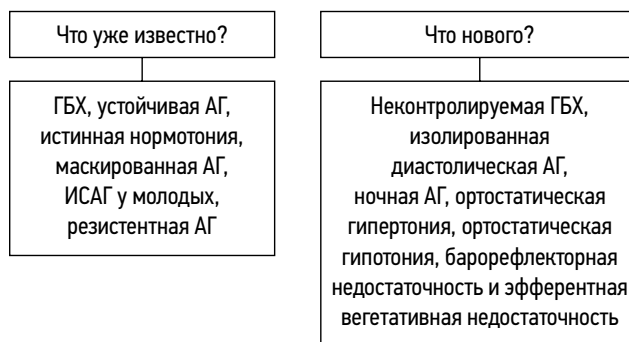 Что уже известно?
ГБХ, устойчивая АГ,
истинная нормотония,
маскированная АГ,
ИСАГ у молодых,
резистентная АГ
Что нового?
Неконтролируемая ГБХ,
изолированная
диастолическая АГ,
ночная АГ, ортостатическая
гипертония, ортостатическая
гипотония, барорефлекторная
недостаточность и эфферентная
вегетативная недостаточность